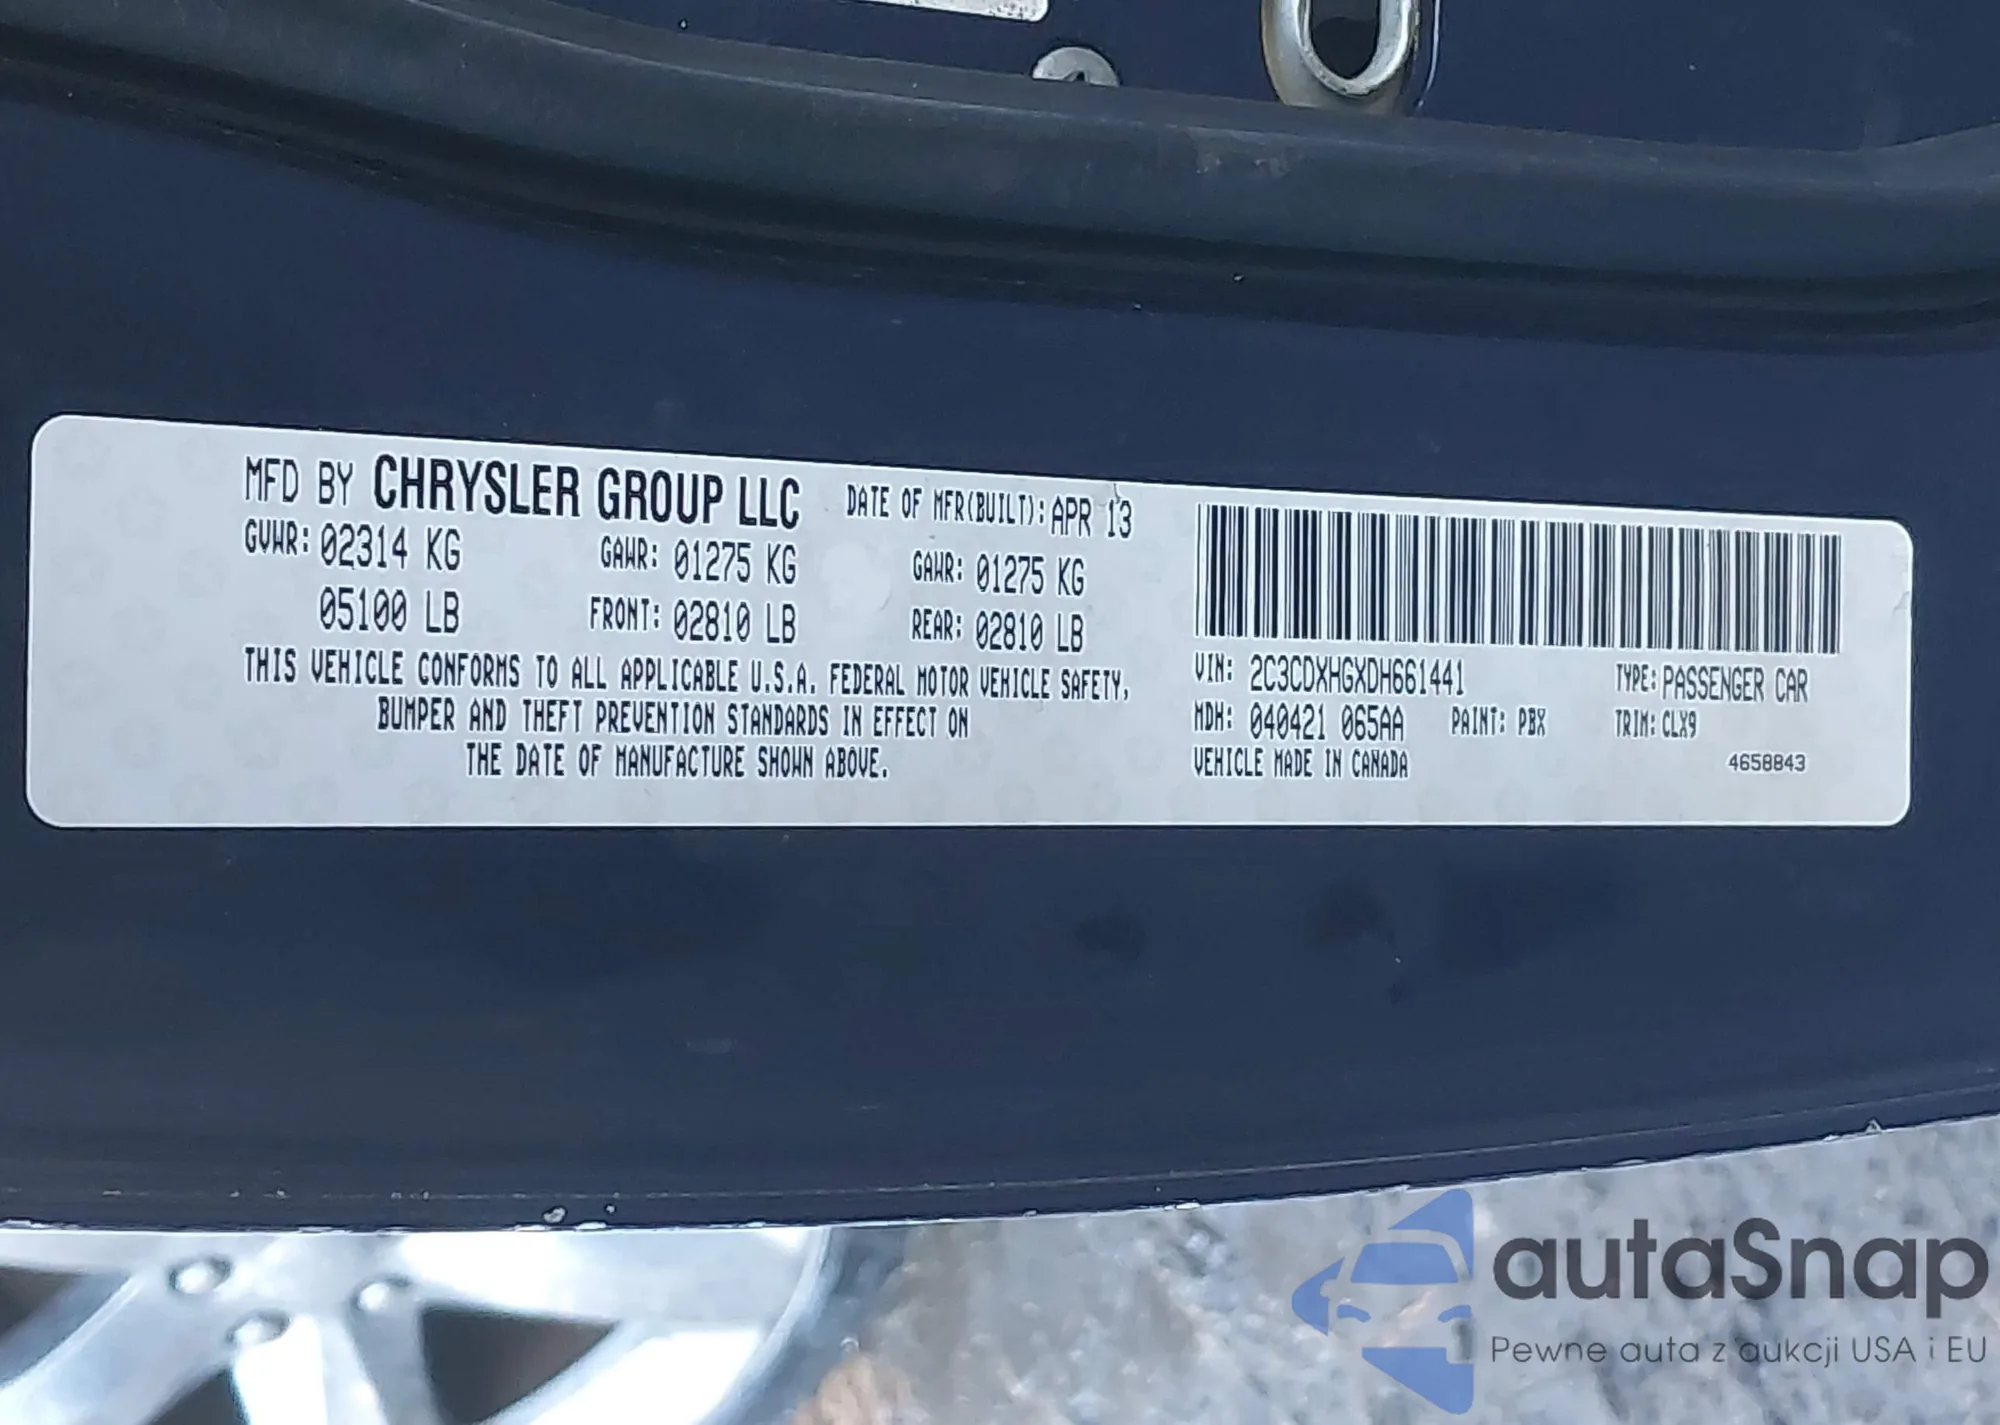 MFD BY CHRYSLER GROUP LLC DATE OF MFR(BUILT): APR 13
GVWR: 02314 KG GAWR: 01275 KG GAWR: 01275 KG
05100 LB FRONT: 02810 LB REAR: 02810 LB
THIS VEHICLE CONFORMS TO ALL APPLICABLE U.S.A. FEDERAL MOTOR VEHICLE SAFETY,
BUMPER AND THEFT PREVENTION STANDARDS IN EFFECT ON
THE DATE OF MANUFACTURE SHOWN ABOVE.
VIN: 2C3CDXHGXDH661441 TYPE: PASSENGER CAR
MDH: 040421 065AA PAINT: PBX TRIM: CLX9
VEHICLE MADE IN CANADA 4658843
autaSnap
Pewne auta z aukcji USA i EU